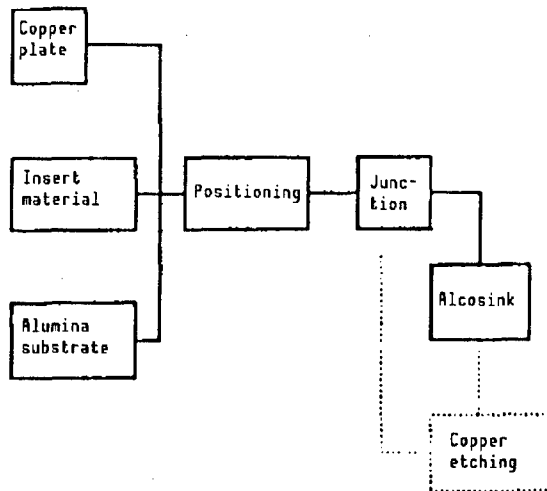 Copper
plate
Insert
material
Positioning
Junc-
tion
Alumina
substrate
Alcosink
Copper
etching